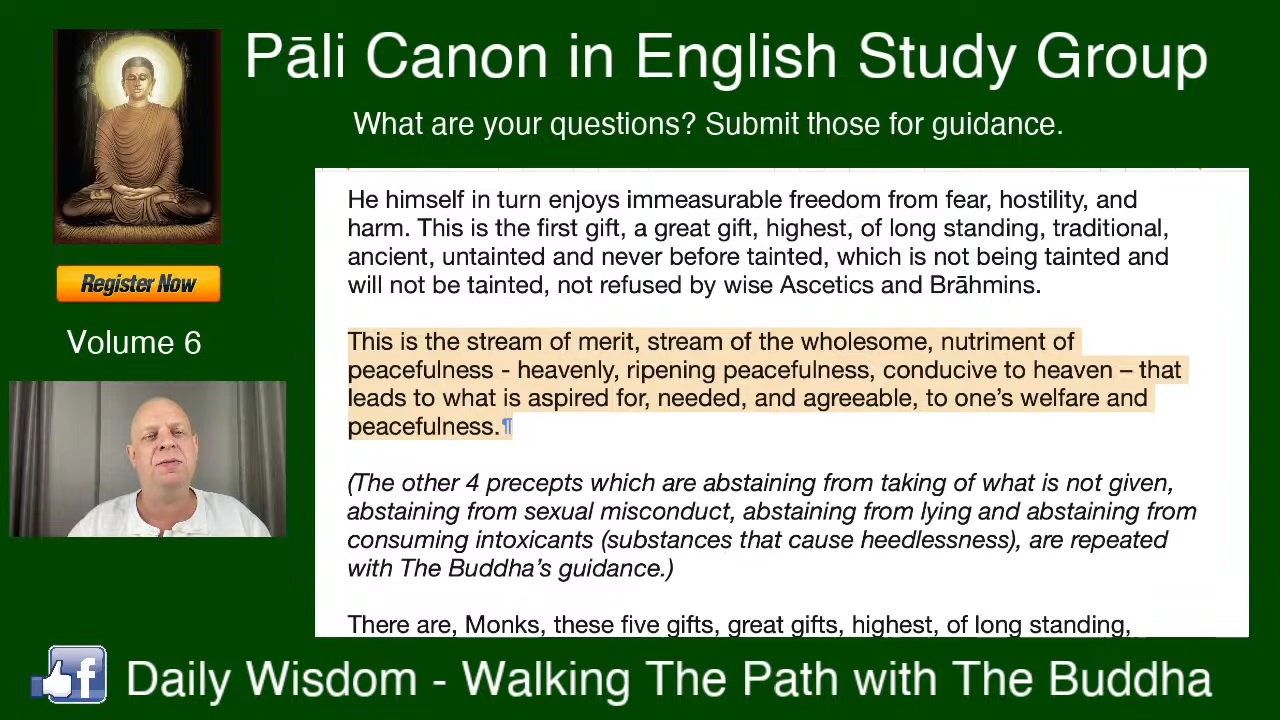 Pāli Canon in English Study Group
What are your questions? Submit those for guidance.
Register Now
Volume 6
He himself in turn enjoys immeasurable freedom from fear, hostility, and
harm. This is the first gift, a great gift, highest, of long standing, traditional,
ancient, untainted and never before tainted, which is not being tainted and
will not be tainted, not refused by wise Ascetics and Brāhmins.
This is the stream of merit, stream of the wholesome, nutriment of
peacefulness - heavenly, ripening peacefulness, conducive to heaven – that
leads to what is aspired for, needed, and agreeable, to one’s welfare and
peacefulness.¶
(The other 4 precepts which are abstaining from taking of what is not given,
abstaining from sexual misconduct, abstaining from lying and abstaining from
consuming intoxicants (substances that cause heedlessness), are repeated
with The Buddha’s guidance.)
There are, Monks, these five gifts, great gifts, highest, of long standing,
f
Daily Wisdom - Walking The Path with The Buddha